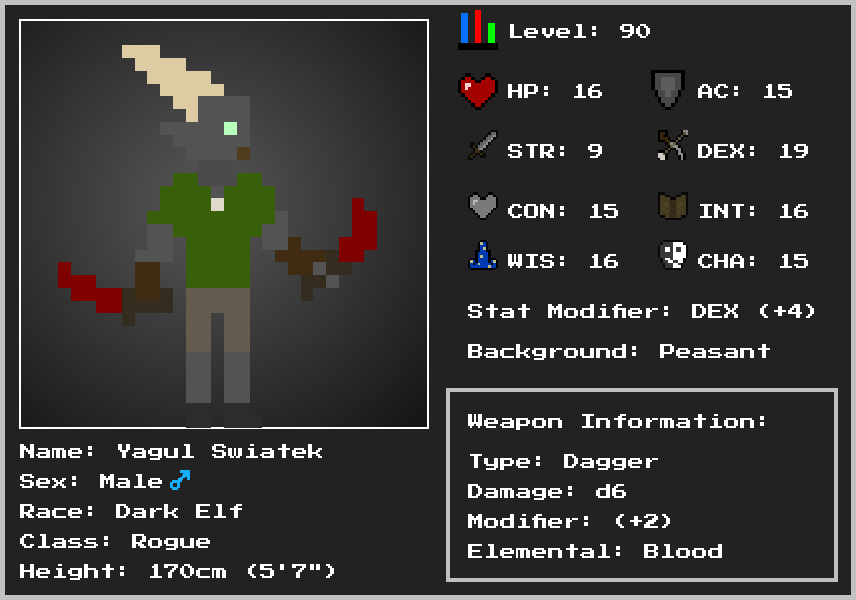 Level: 90
HP: 16
AC: 15
STR: 9
DEX: 19
CON: 15
INT: 16
WIS: 16
CHA: 15
Stat Modifier: DEX (+4)
Background: Peasant
Name: Yagul Swiatek
Sex: Male ♂
Race: Dark Elf
Class: Rogue
Height: 170cm (5'7")
Weapon Information:
Type: Dagger
Damage: d6
Modifier: (+2)
Elemental: Blood